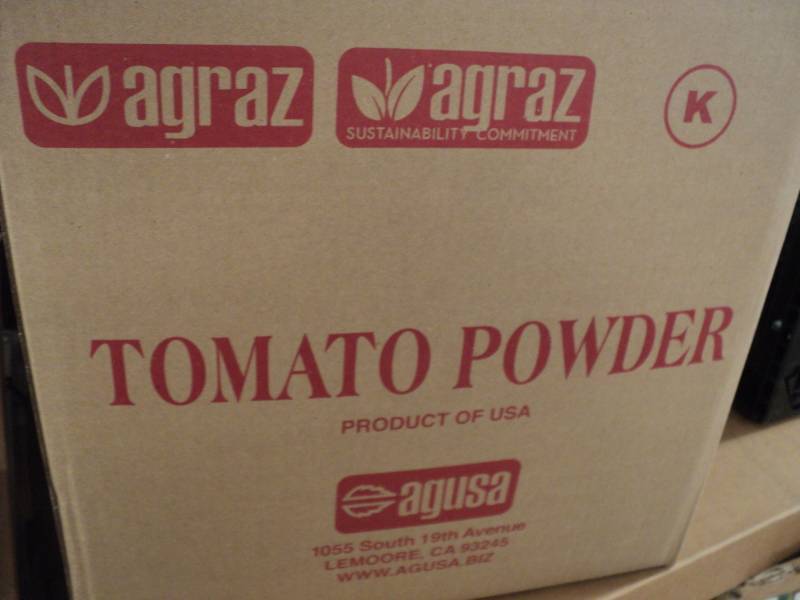 agraz
agraz
SUSTAINABILITY COMMITMENT
K
TOMATO POWDER
PRODUCT OF USA
agusa
1055 South 19th Avenue
LEMOORE, CA 93245
WWW.AGUSA.BIZ